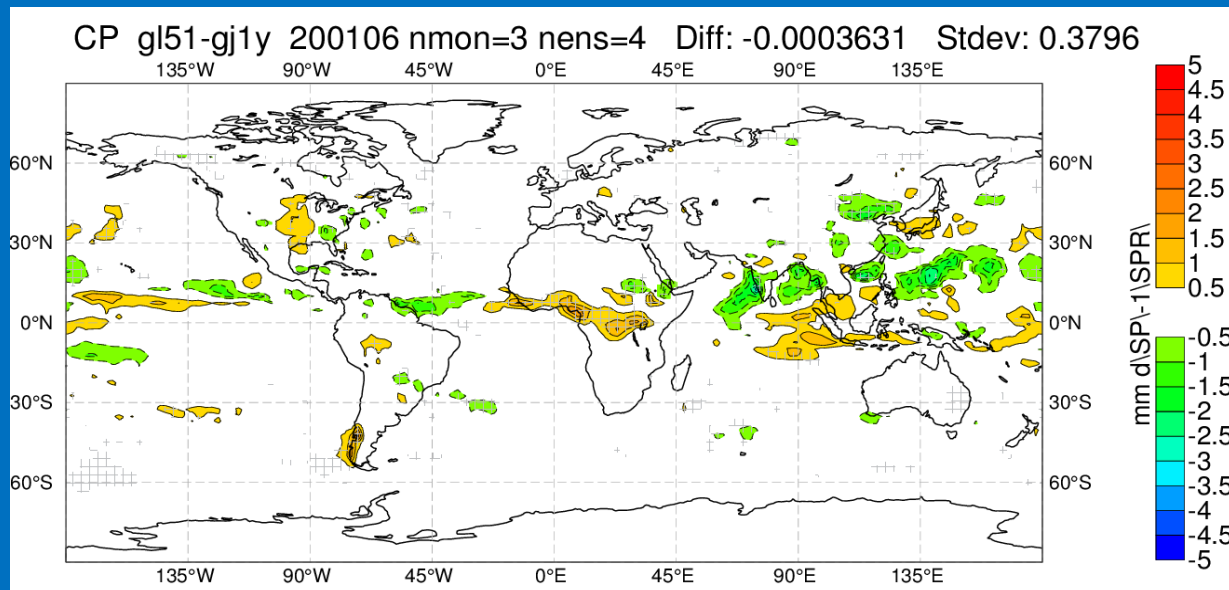 CP gl51-gj1y 200106 nmon=3 nens=4 Diff: -0.0003631 Stdev: 0.3796
135°W 90°W 45°W 0°E 45°E 90°E 135°E
60°N 60°N
30°N 30°N
0°N 0°N
30°S 30°S
60°S 60°S
135°W 90°W 45°W 0°E 45°E 90°E 135°E
5
4.5
4
3.5
3
2.5
2
1.5
1
0.5
-0.5
-1
-1.5
-2
-2.5
-3
-3.5
-4
-4.5
-5
mm d\SP\-1\SPR\